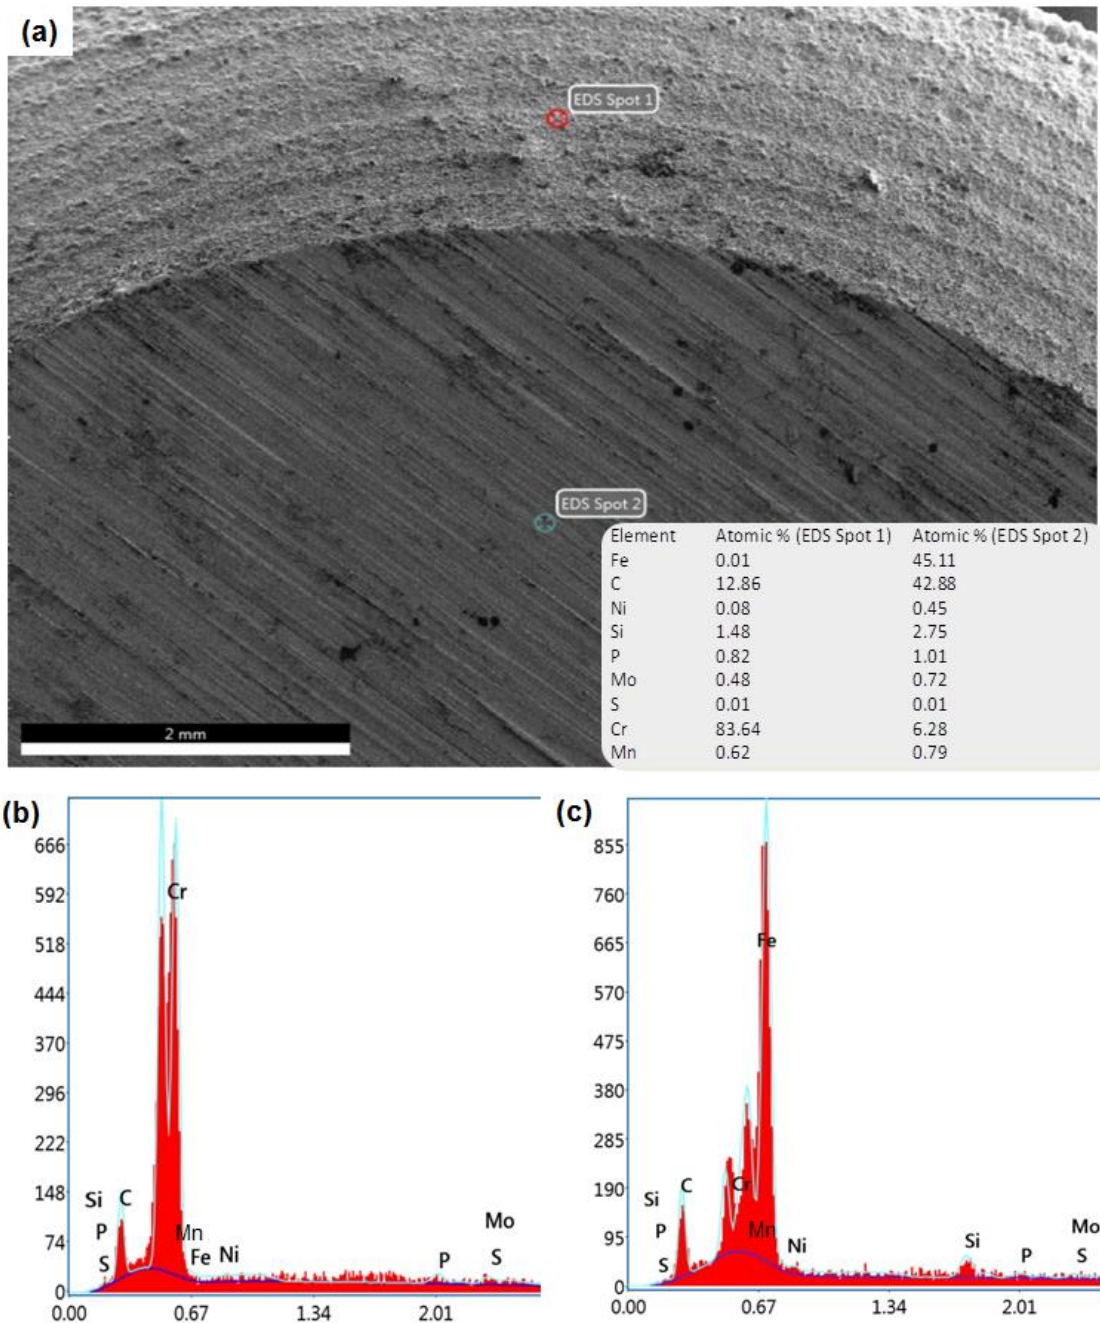 (a)
EDS Spot 1
EDS Spot 2
Element Atomic % (EDS Spot 1) Atomic % (EDS Spot 2)
Fe 0.01 45.11
C 12.86 42.88
Ni 0.08 0.45
Si 1.48 2.75
P 0.82 1.01
Mo 0.48 0.72
S 0.01 0.01
Cr 83.64 6.28
Mn 0.62 0.79
2 mm
(b)
666
592
518
444
370
296
222
148
74
0
Cr
Si
C
P
S
Mn
Fe
Ni
P
Mo
S
0.00 0.67 1.34 2.01
(c)
855
760
665
570
475
380
285
190
95
0
Fe
Si
C
P
S
Cr
Mn
Ni
Si
P
Mo
S
0.00 0.67 1.34 2.01